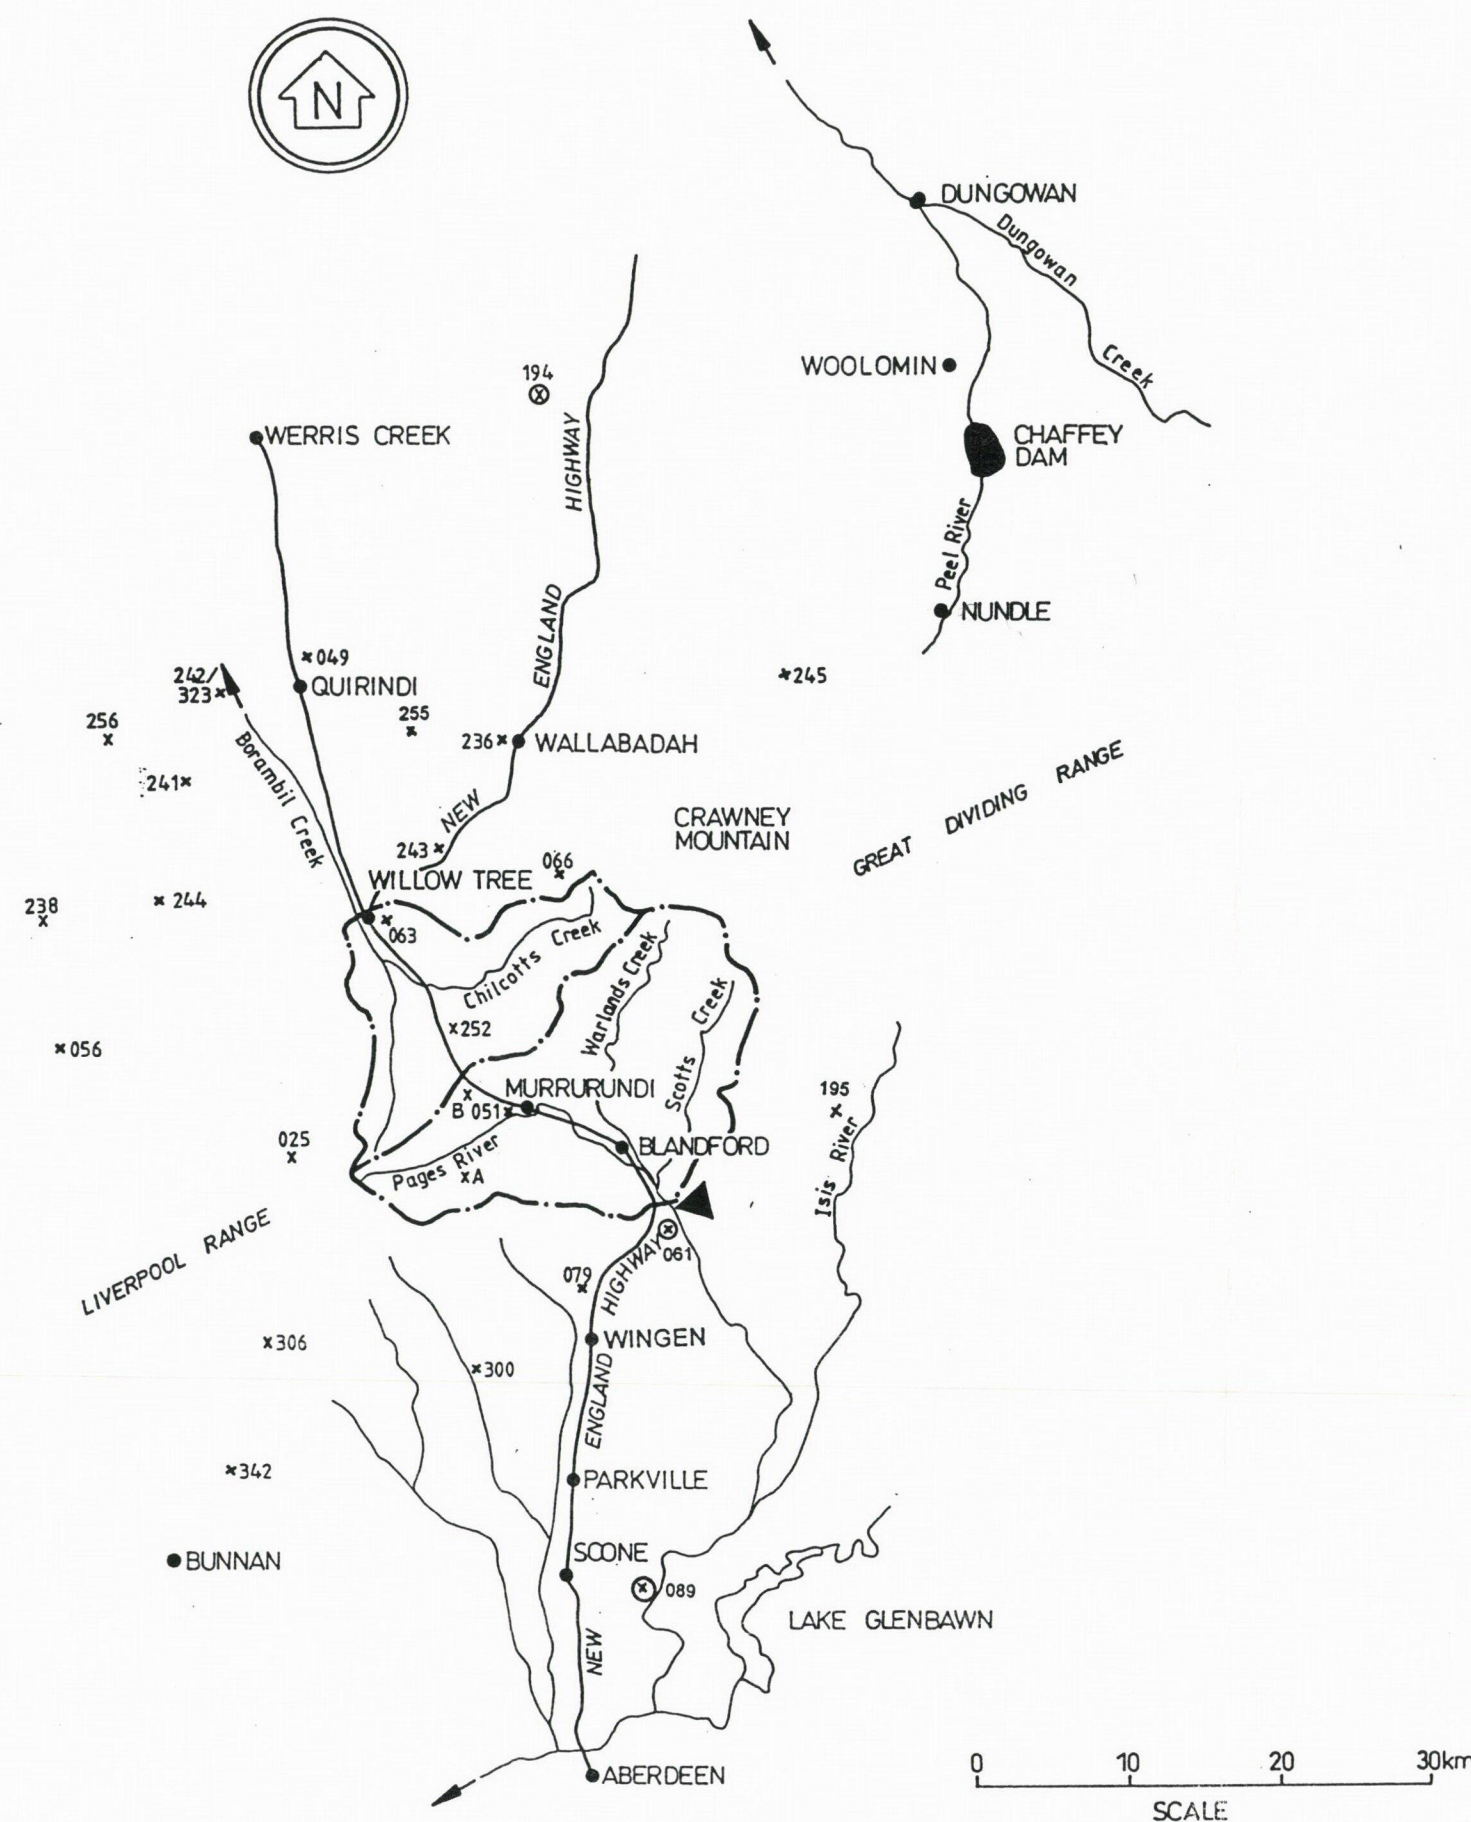 N
DUNGOWAN
Dungowan
Creek
WOOLOMIN
194
HIGHWAY
WERRIS CREEK
CHAFFEY
DAM
Peel River
ENGLAND
NUNDLE
049
242/
323
QUIRINDI
245
255
256
236
WALLABADAH
Borambil Creek
241
NEW
CRAWNEY
MOUNTAIN
GREAT DIVIDING RANGE
243
066
WILLOW TREE
238
244
063
Chilcotts Creek
Warlands Creek
Scotts Creek
252
056
195
MURRURUNDI
B 051
BLANDFORD
025
Pages River
A
Isis River
LIVERPOOL RANGE
061
HIGHWAY
079
306
WINGEN
300
ENGLAND
342
PARKVILLE
BUNNAN
SCONE
089
LAKE GLENBAWN
NEW
ABERDEEN
0 10 20 30km
SCALE